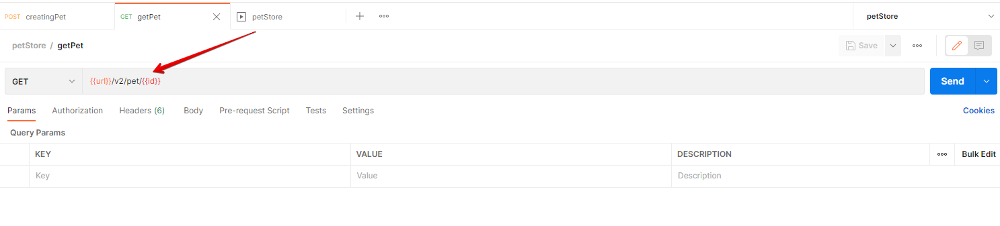 POST creatingPet GET getPet petStore petStore
petStore / getPet Save
GET {{url}}/v2/pet/{{id}} Send
Params Authorization Headers (6) Body Pre-request Script Tests Settings Cookies
Query Params
KEY VALUE DESCRIPTION Bulk Edit
Key Value Description